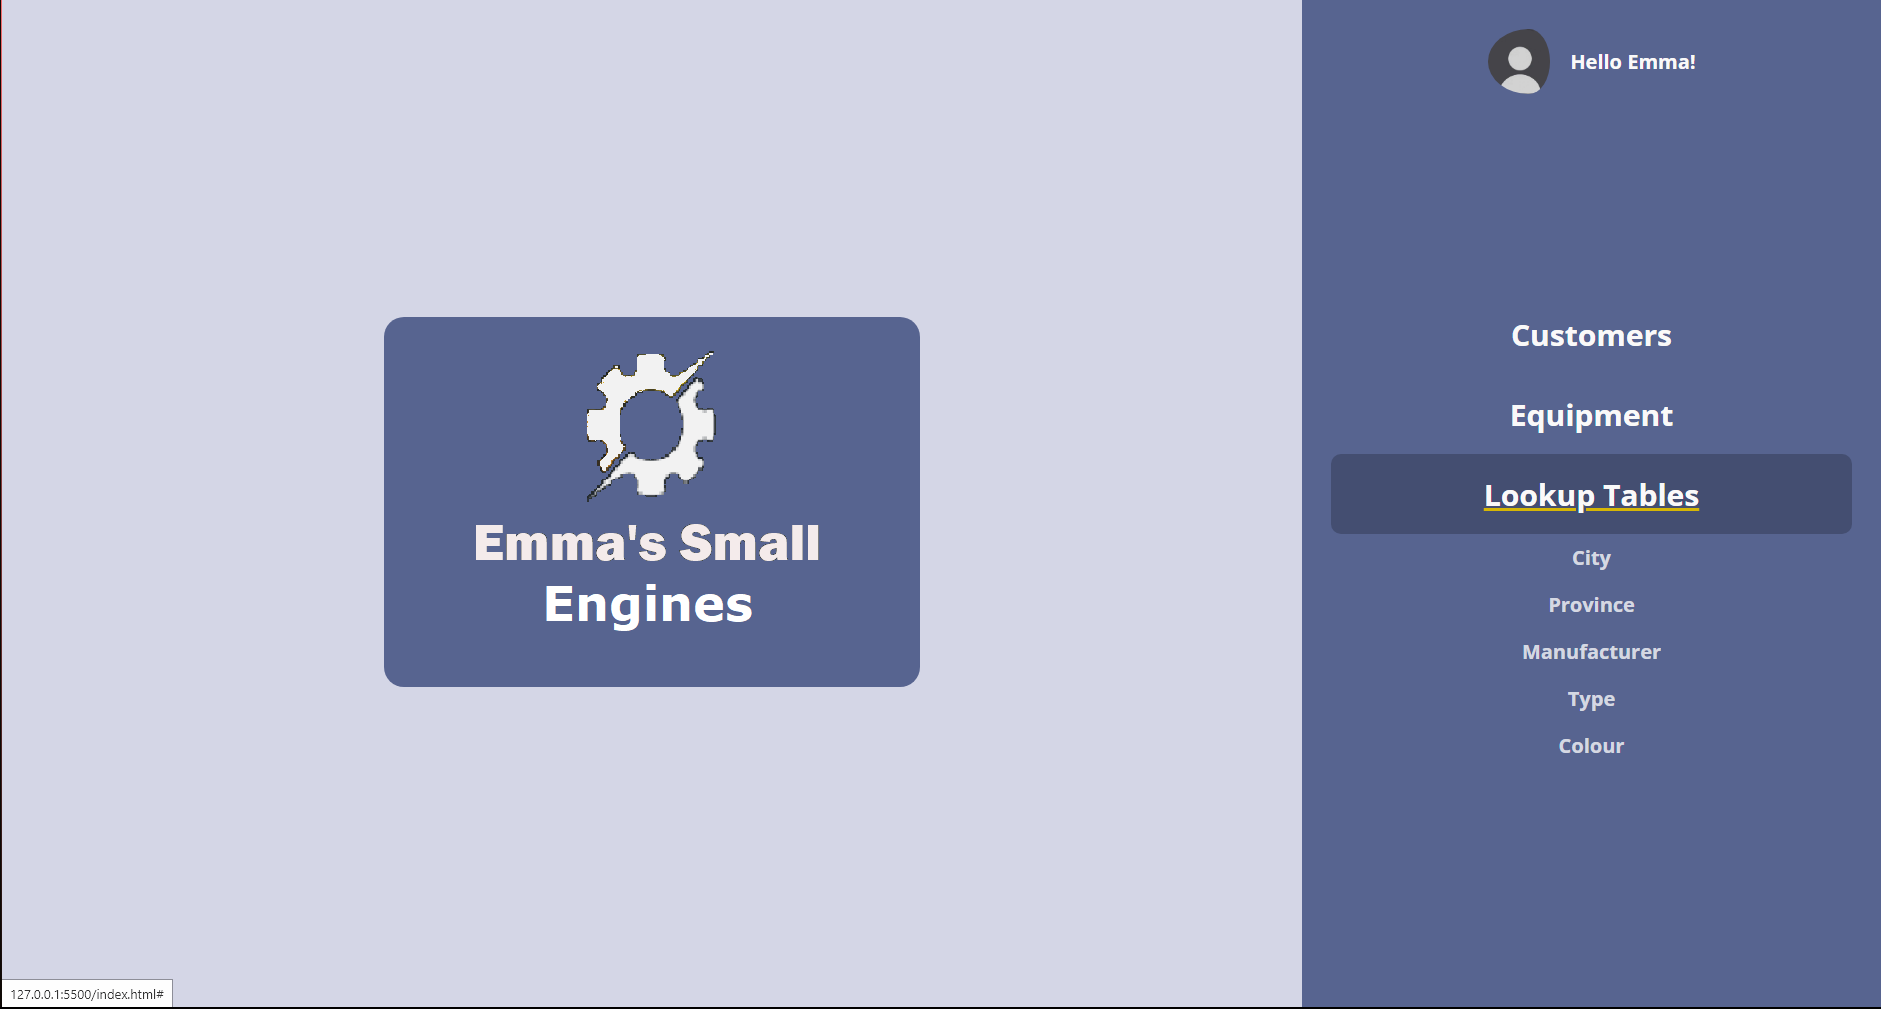 Hello Emma!
Customers
Equipment
Lookup Tables
City
Province
Manufacturer
Type
Colour
Emma's Small
Engines
127.0.0.1:5500/index.html#